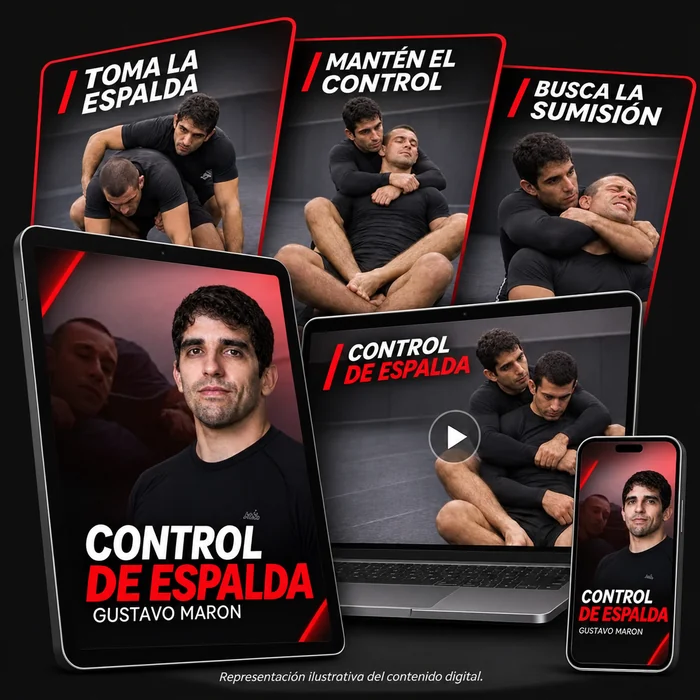 TOMA LA
ESPALDA
MANTÉN EL
CONTROL
BUSCA LA
SUMISIÓN
CONTROL
DE ESPALDA
CONTROL
DE ESPALDA
GUSTAVO MARON
CONTROL
DE ESPALDA
GUSTAVO MARON
Representación ilustrativa del contenido digital.